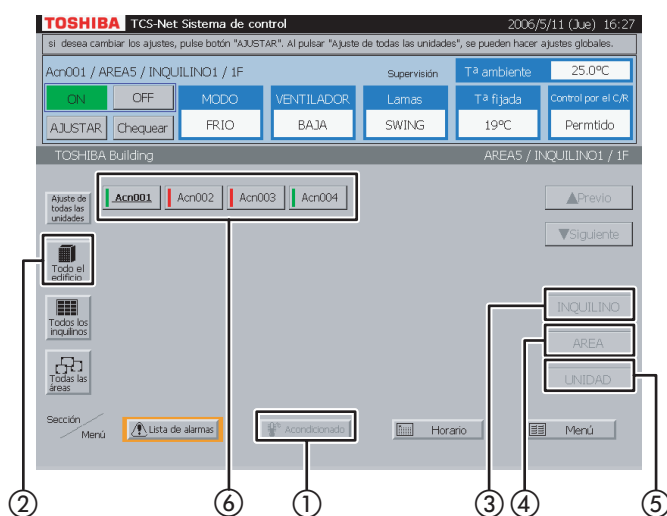 TOSHIBA TCS-Net Sistema de control 2006/5/11 (Jue) 16:27
si desea cambiar los ajustes, pulse botón "AJUSTAR". Al pulsar "Ajuste de todas las unidades", se pueden hacer ajustes globales.
Acn001 / AREA5 / INQUILINO1 / 1F Supervisión Tª ambiente 25.0ºC
ON OFF MODO VENTILADOR Lamas Tª fijada Control por el C/R
AJUSTAR Chequear FRIO BAJA SWING 19ºC Permtido
TOSHIBA Building AREA5 / INQUILINO1 / 1F
Ajuste de
todas las
unidades
Acn001 Acn002 Acn003 Acn004
▲Previo
▼Siguiente
Todo el
edificio
②
③
INQUILINO
Todos los
inquilinos
④
AREA
Todas las
áreas
UNIDAD
Sección
Menú
Lista de alarmas Acondicionado Horario Menú
② ⑥ ① ③ ④ ⑤